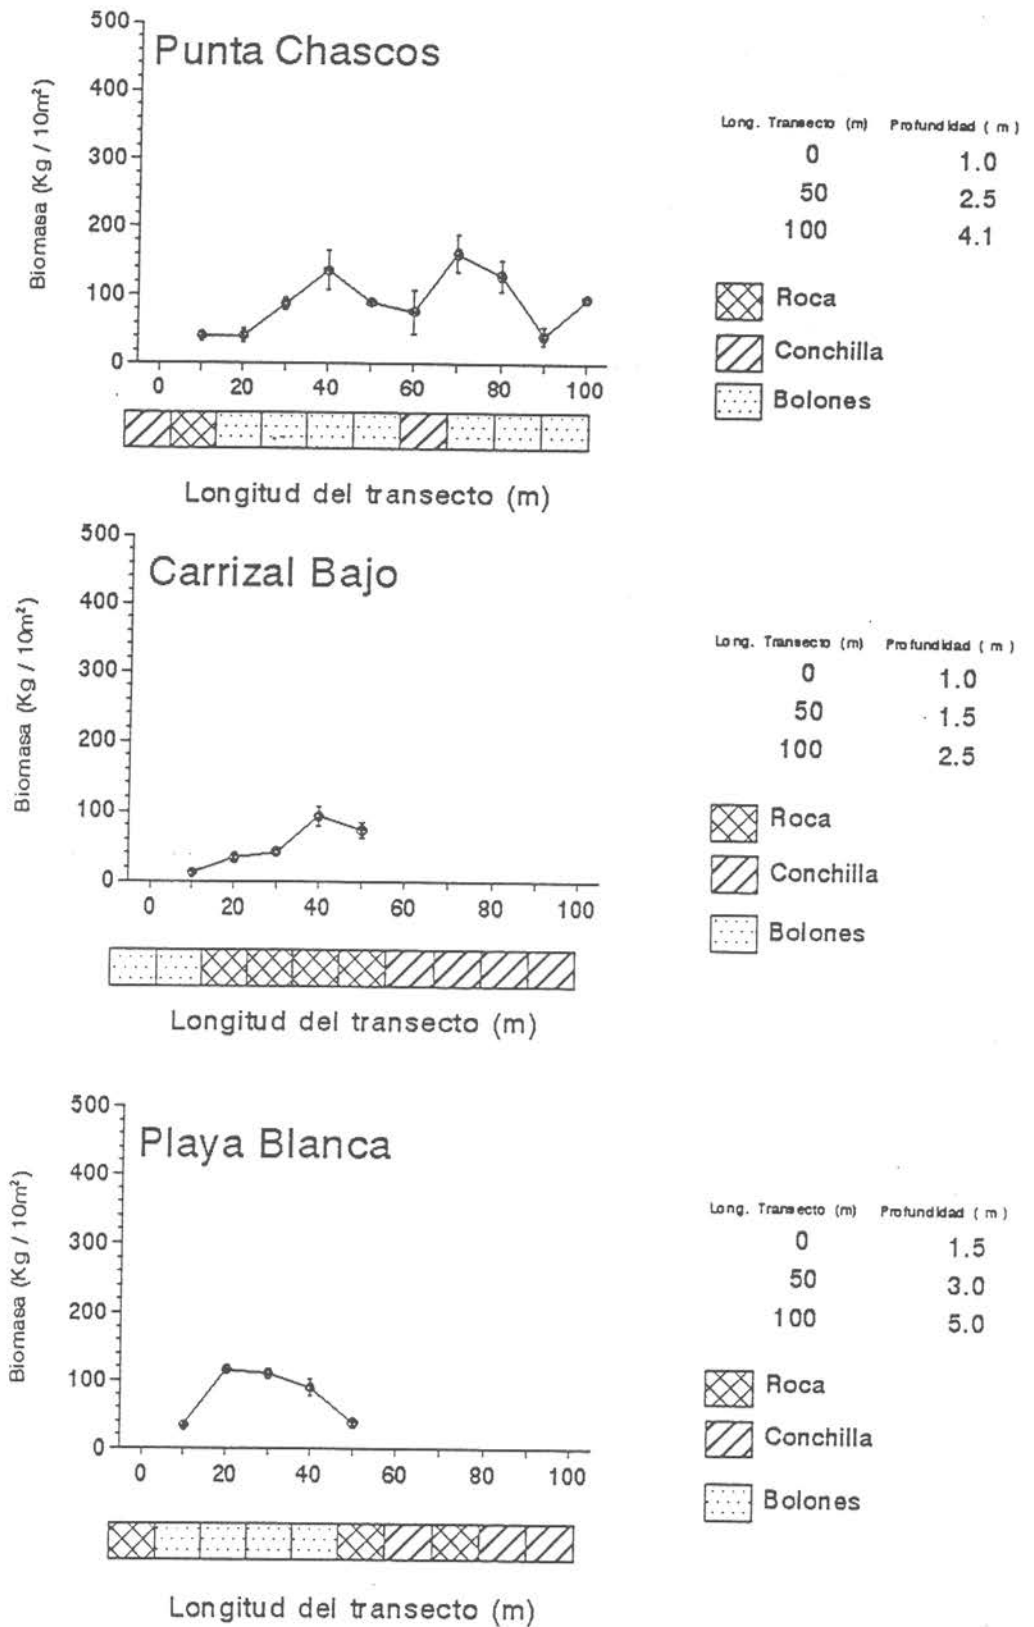 500
Punta Chascos
400
300
200
100
0
Biomasa (Kg / 10m²)
0 20 40 60 80 100
Longitud del transecto (m)
Long. Transecto (m) Profundidad ( m )
0 1.0
50 2.5
100 4.1
Roca
Conchilla
Bolones
500
Carrizal Bajo
400
300
200
100
0
Biomasa (Kg / 10m²)
0 20 40 60 80 100
Longitud del transecto (m)
Long. Transecto (m) Profundidad ( m )
0 1.0
50 1.5
100 2.5
Roca
Conchilla
Bolones
500
Playa Blanca
400
300
200
100
0
Biomasa (Kg / 10m²)
0 20 40 60 80 100
Longitud del transecto (m)
Long. Transecto (m) Profundidad ( m )
0 1.5
50 3.0
100 5.0
Roca
Conchilla
Bolones